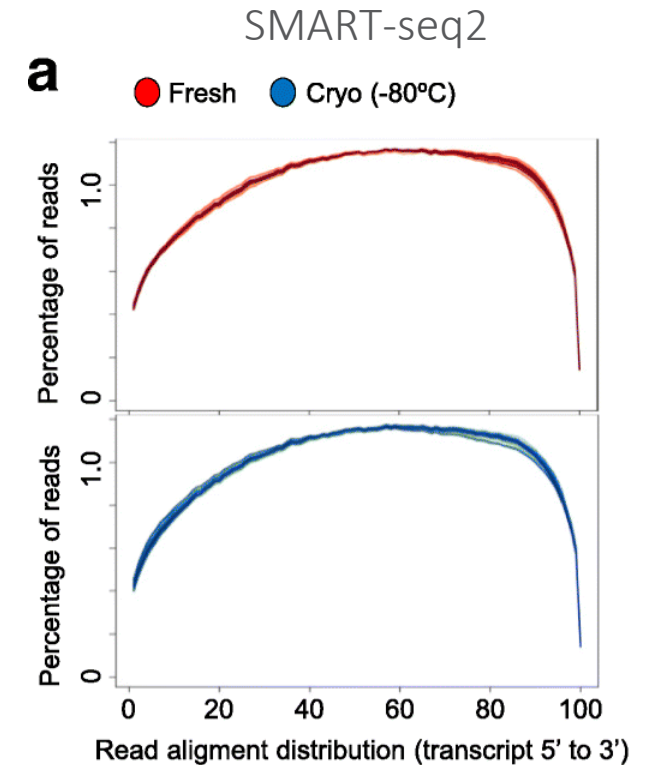 SMART-seq2
a
Fresh Cryo (-80ºC)
Percentage of reads
1.0
0
Percentage of reads
1.0
0
0 20 40 60 80 100
Read aligment distribution (transcript 5’ to 3’)